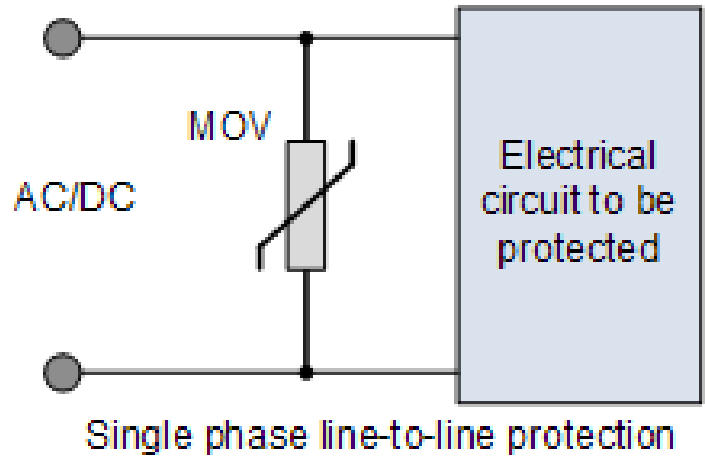 MOV
AC/DC
Electrical
circuit to be
protected
Single phase line-to-line protection